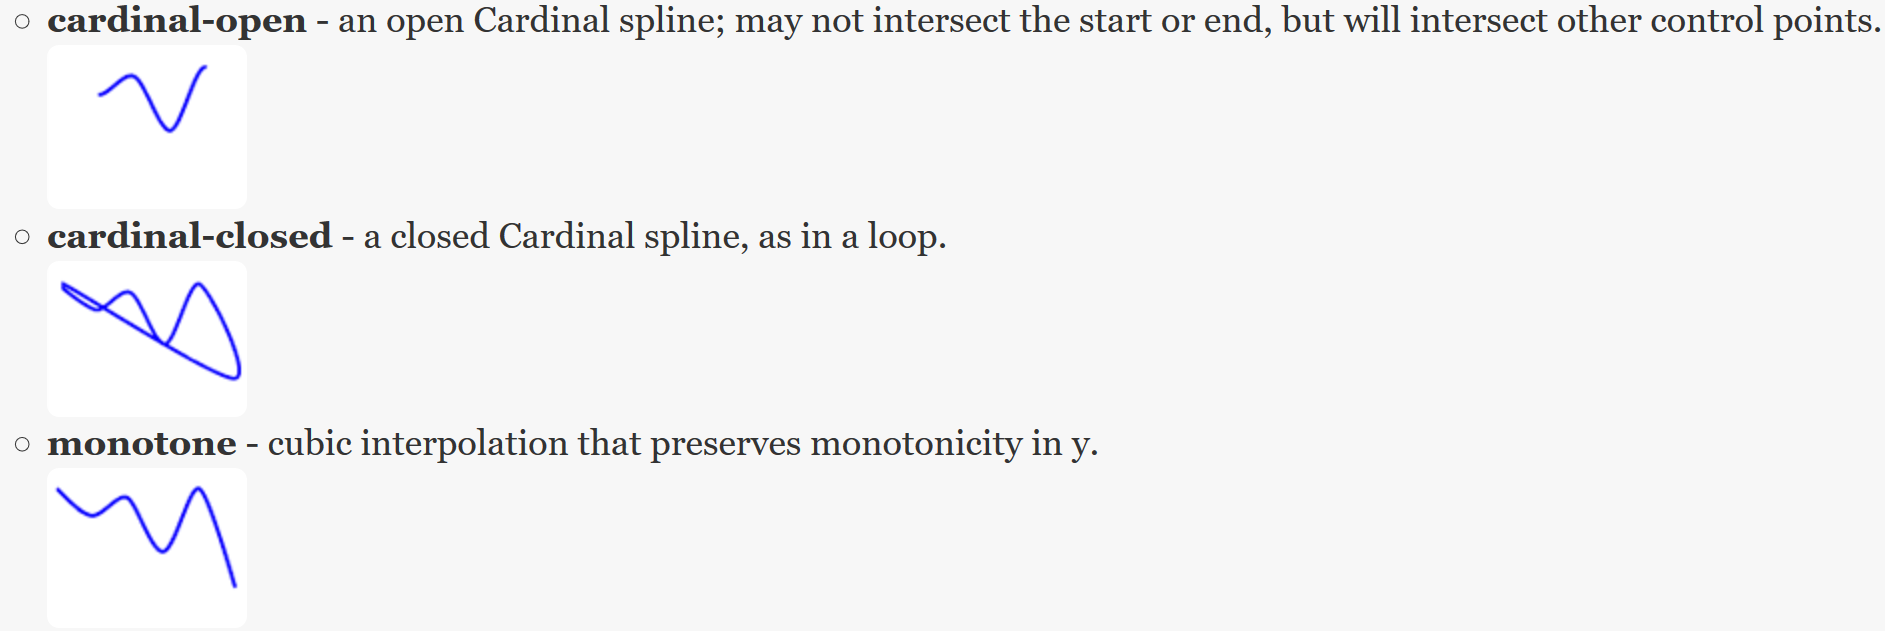 cardinal-open - an open Cardinal spline; may not intersect the start or end, but will intersect other control points.
cardinal-closed - a closed Cardinal spline, as in a loop.
monotone - cubic interpolation that preserves monotonicity in y.